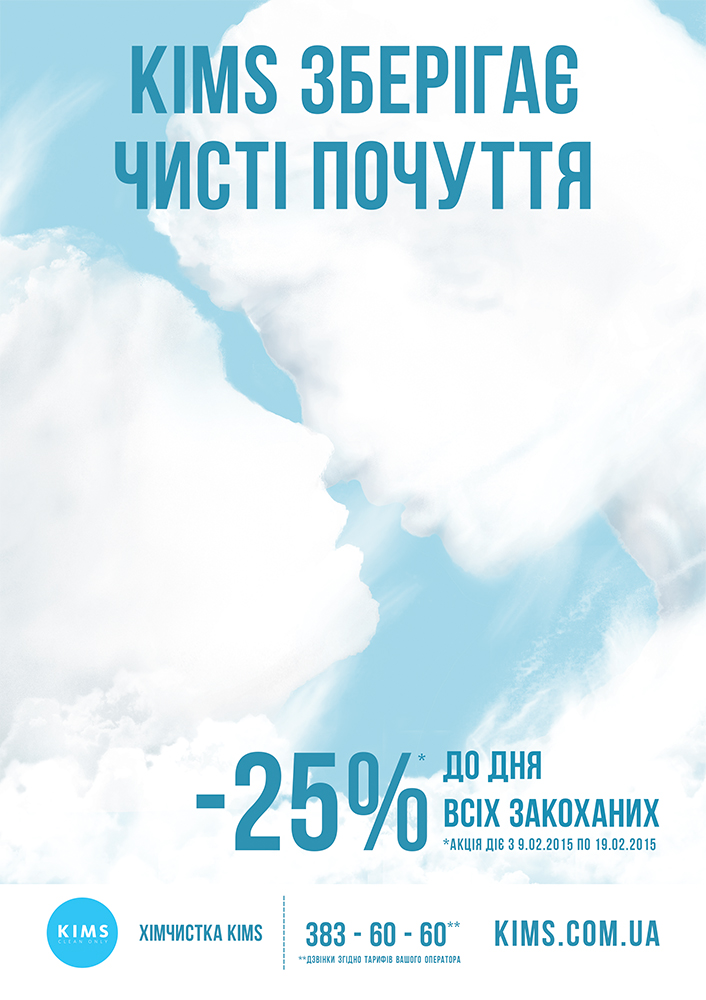 KIMS ЗБЕРІГАЄ
ЧИСТІ ПОЧУТТЯ
-25%*
ДО ДНЯ
ВСІХ ЗАКОХАНИХ
*АКЦІЯ ДІЄ З 9.02.2015 ПО 19.02.2015
KIMS
CLEAN ONLY
ХІМЧИСТКА KIMS
383 - 60 - 60**
**ДЗВІНКИ ЗГІДНО ТАРИФІВ ВАШОГО ОПЕРАТОРА
KIMS.COM.UA